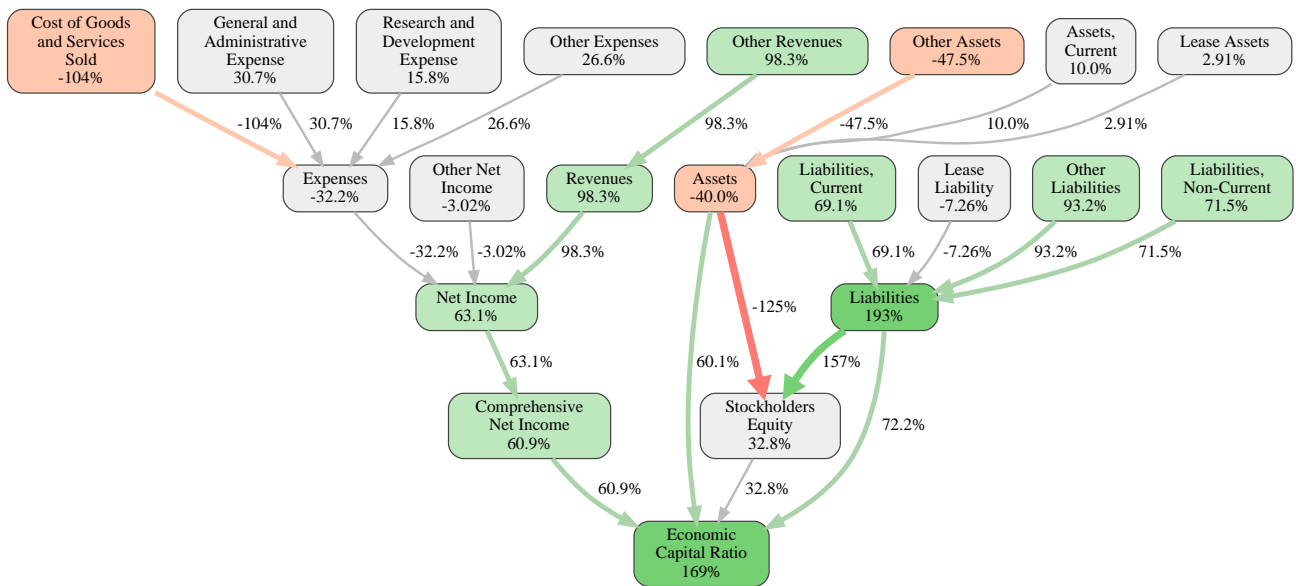 Cost of Goods
and Services
Sold
-104%
General and
Administrative
Expense
30.7%
Research and
Development
Expense
15.8%
Other Expenses
26.6%
Other Revenues
98.3%
Other Assets
-47.5%
Assets,
Current
10.0%
Lease Assets
2.91%
-104%
30.7%
15.8%
26.6%
98.3%
-47.5%
10.0%
2.91%
Expenses
-32.2%
Other Net
Income
-3.02%
Revenues
98.3%
Assets
-40.0%
Liabilities,
Current
69.1%
Lease
Liability
-7.26%
Other
Liabilities
93.2%
Liabilities,
Non-Current
71.5%
-32.2%
-3.02%
98.3%
69.1%
-7.26%
93.2%
71.5%
Net Income
63.1%
-125%
Liabilities
193%
63.1%
60.1%
157%
Comprehensive
Net Income
60.9%
Stockholders
Equity
32.8%
72.2%
60.9%
32.8%
Economic
Capital Ratio
169%